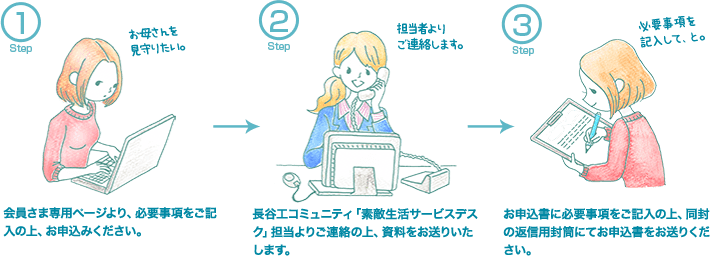 1
Step
お母さんを
見守りたい。
会員さま専用ページより、必要事項をご記
入の上、お申込みください。
2
Step
担当者より
ご連絡します。
長谷工コミュニティ「素敵生活サービスデス
ク」担当よりご連絡の上、資料をお送りいた
します。
3
Step
必要事項を
記入して、と。
お申込書に必要事項をご記入の上、同封
の返信用封筒にてお申込書をお送りくだ
さい。